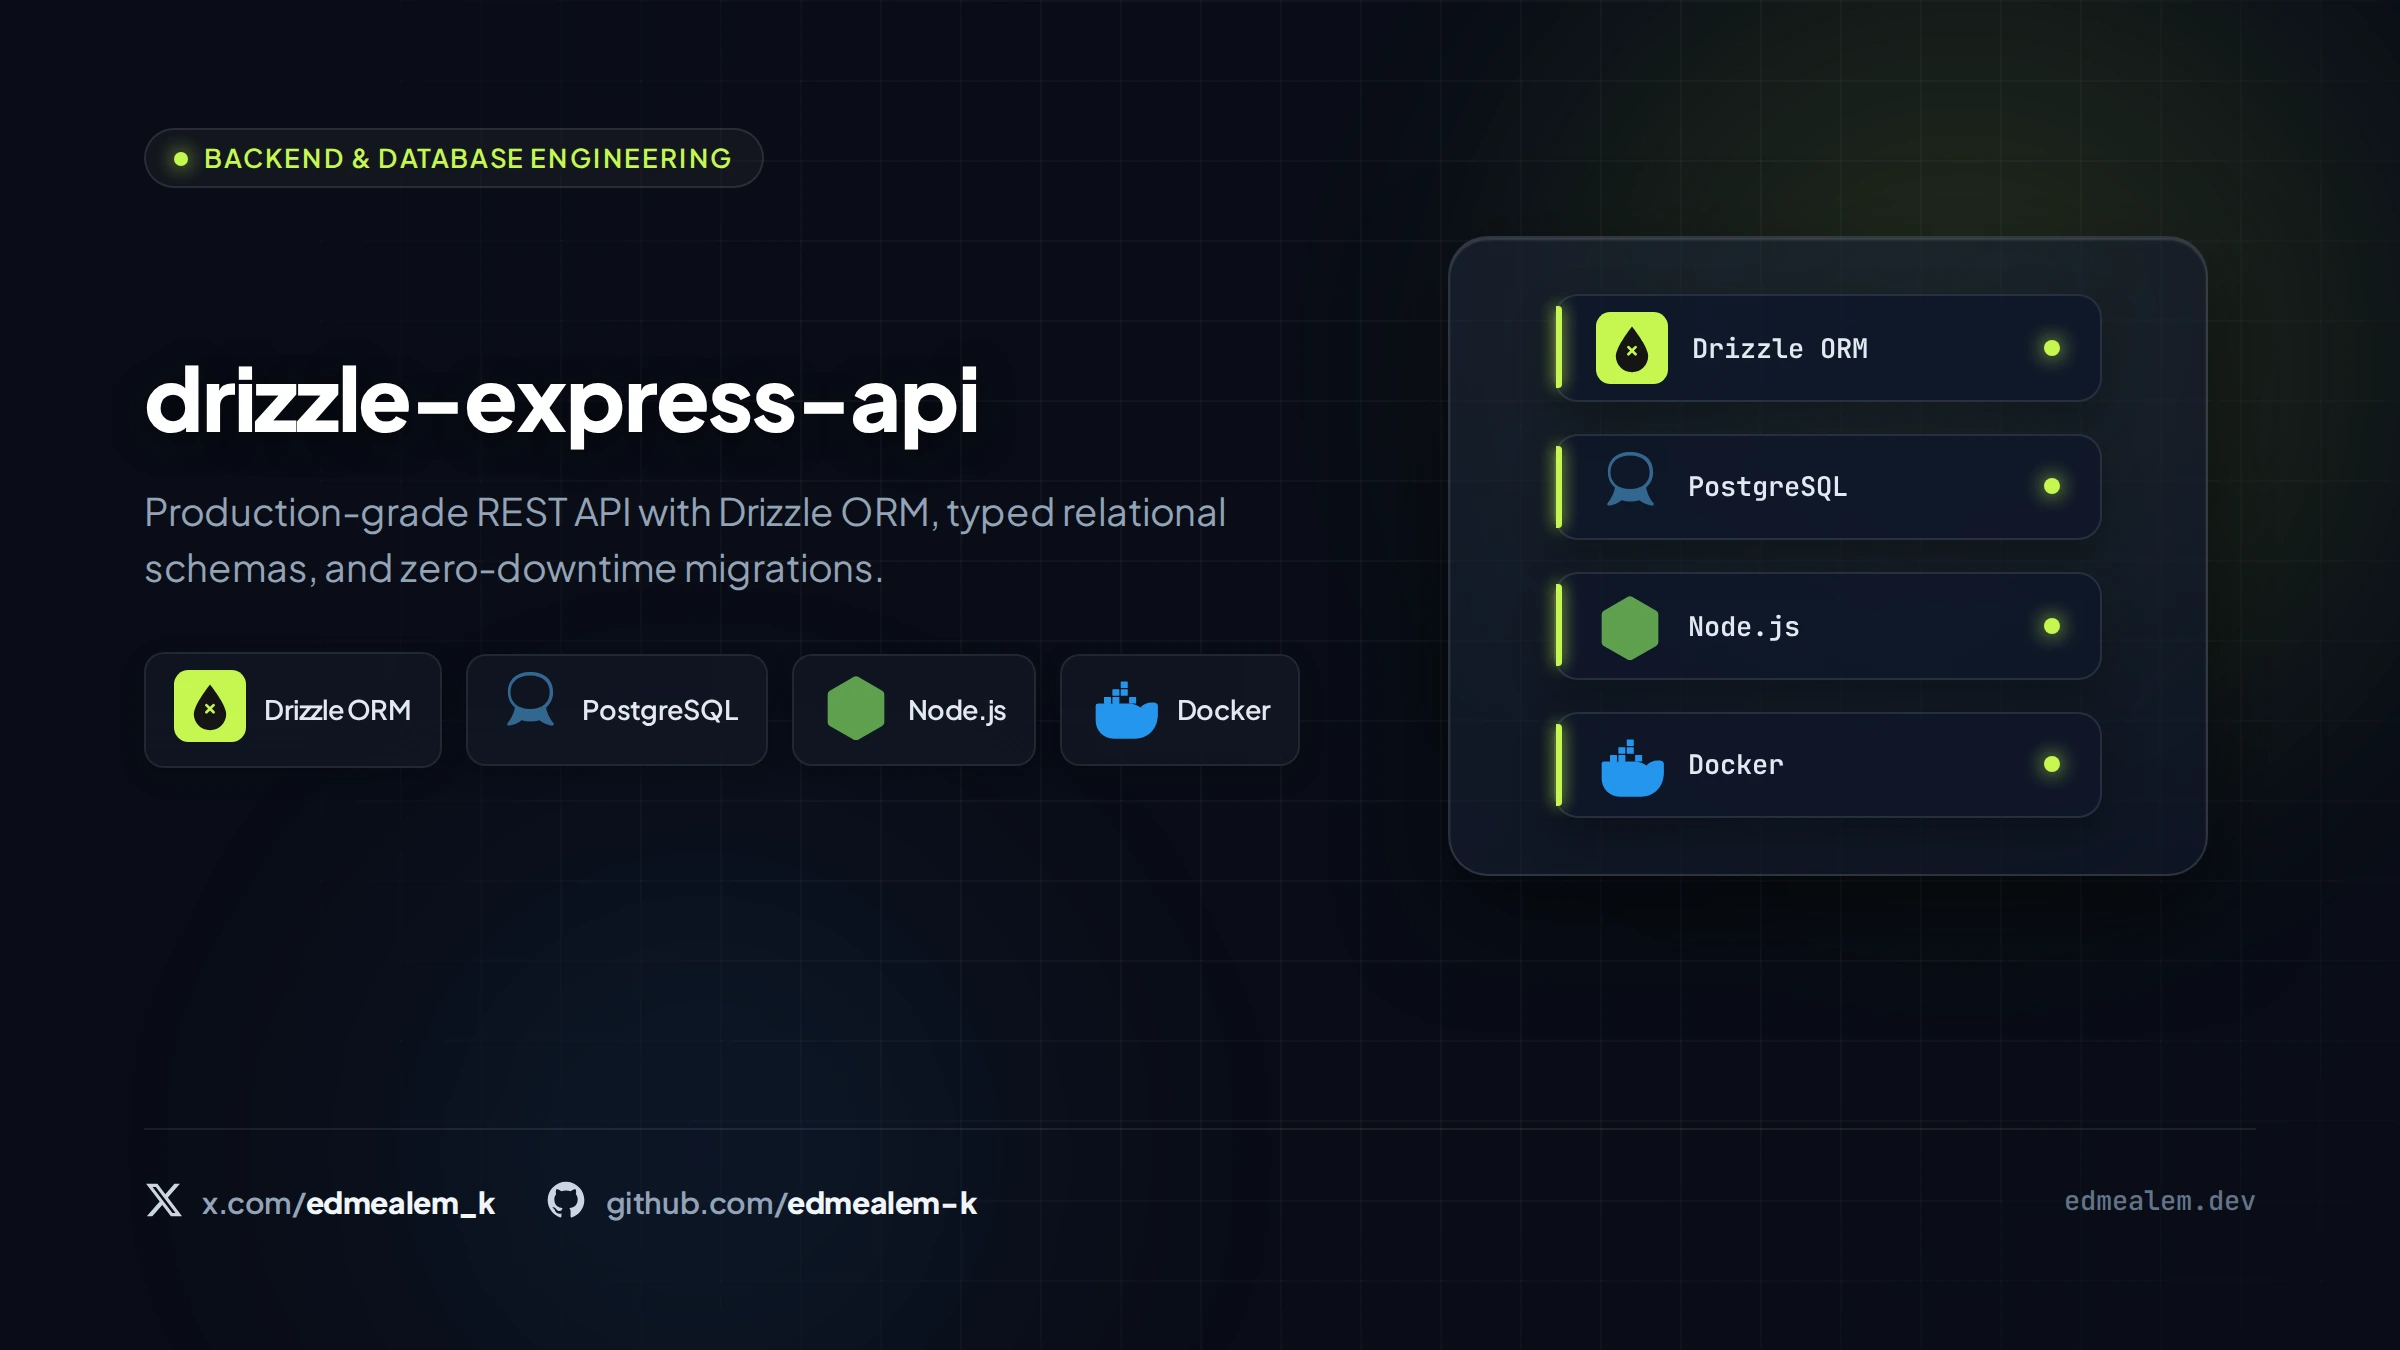 BACKEND & DATABASE ENGINEERING
drizzle-express-api
Production-grade REST API with Drizzle ORM, typed relational
schemas, and zero-downtime migrations.
Drizzle ORM
PostgreSQL
Node.js
Docker
Drizzle ORM
PostgreSQL
Node.js
Docker
x.com/edmealem_k
github.com/edmealem-k
edmealem.dev